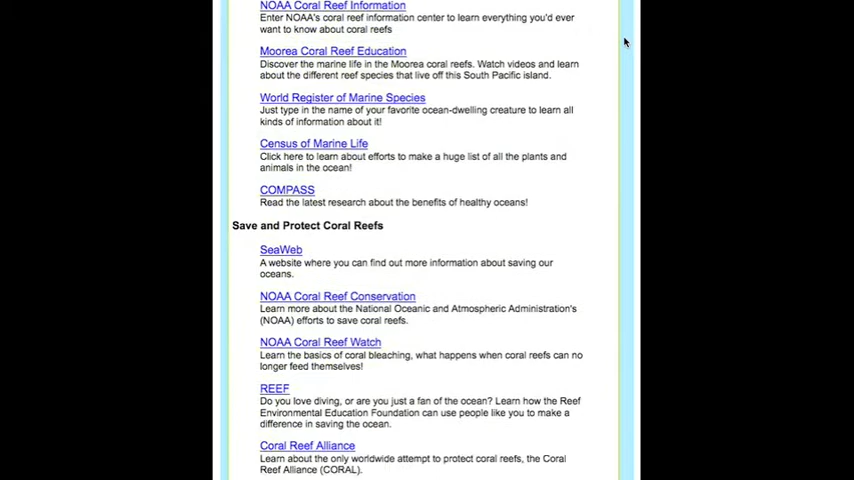 NOAA Coral Reef Information
Enter NOAA's coral reef information center to learn everything you'd ever
want to know about coral reefs
Moorea Coral Reef Education
Discover the marine life in the Moorea coral reefs. Watch videos and learn
about the different reef species that live off this South Pacific island.
World Register of Marine Species
Just type in the name of your favorite ocean-dwelling creature to learn all
kinds of information about it!
Census of Marine Life
Click here to learn about efforts to make a huge list of all the plants and
animals in the ocean!
COMPASS
Read the latest research about the benefits of healthy oceans!
Save and Protect Coral Reefs
SeaWeb
A website where you can find out more information about saving our
oceans.
NOAA Coral Reef Conservation
Learn more about the National Oceanic and Atmospheric Administration's
(NOAA) efforts to save coral reefs.
NOAA Coral Reef Watch
Learn the basics of coral bleaching, what happens when coral reefs can no
longer feed themselves!
REEF
Do you love diving, or are you just a fan of the ocean? Learn how the Reef
Environmental Education Foundation can use people like you to make a
difference in saving the ocean.
Coral Reef Alliance
Learn about the only worldwide attempt to protect coral reefs, the Coral
Reef Alliance (CORAL).